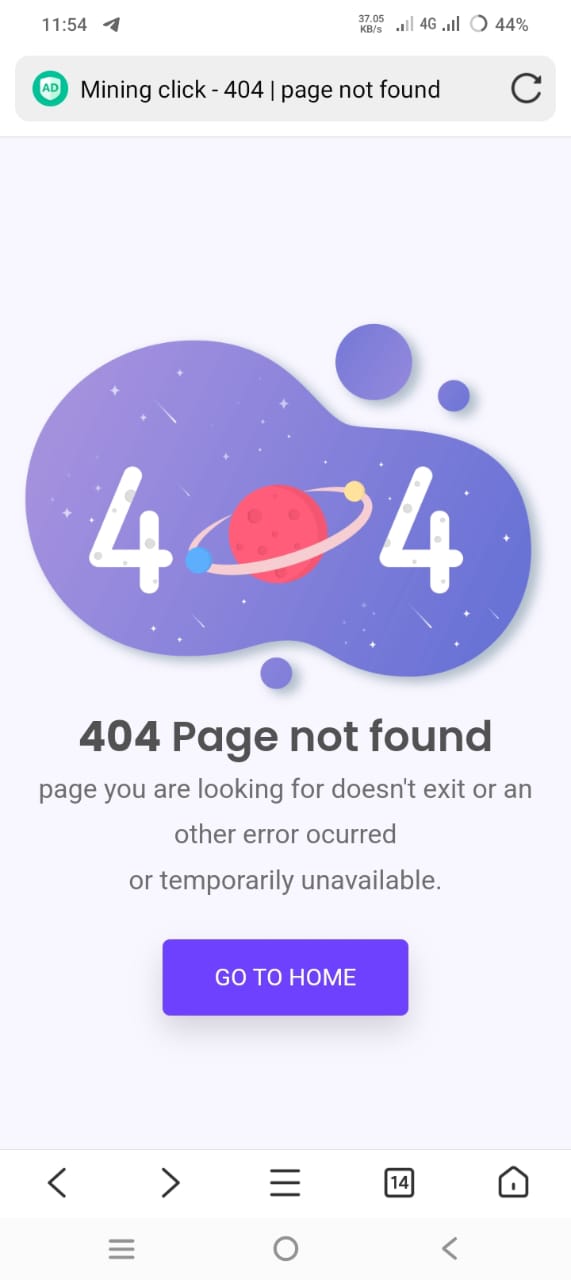 11:54 37.05 KB/s 4G 44%
AD Mining click - 404 | page not found
4 4
404 Page not found
page you are looking for doesn't exit or an
other error ocurred
or temporarily unavailable.
GO TO HOME
14